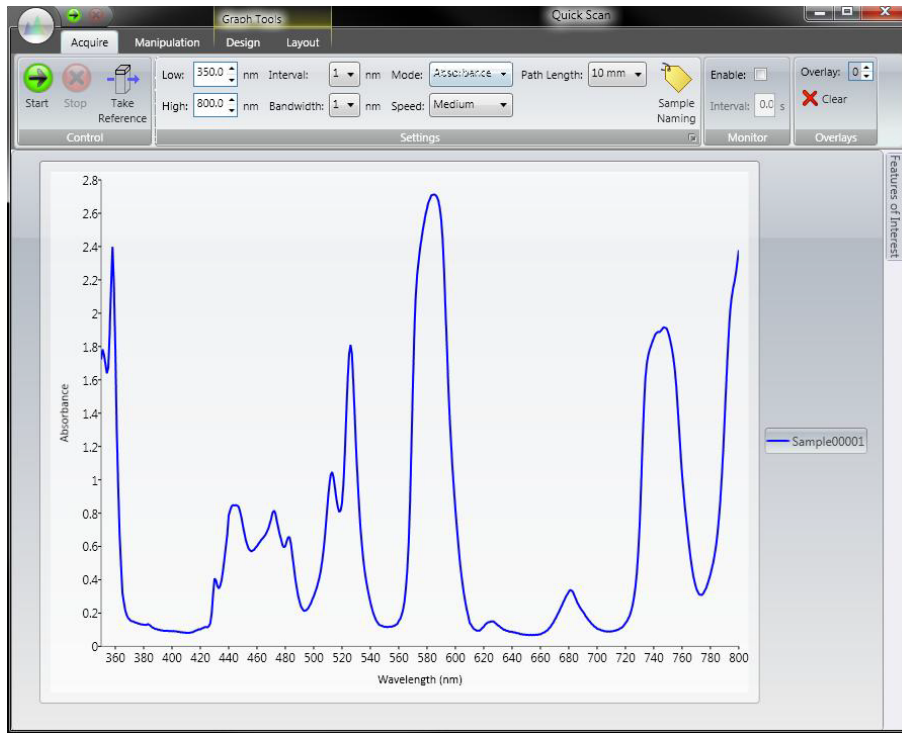 Graph Tools
Quick Scan
Acquire Manipulation Design Layout
Low: 350.0 nm Interval: 1 nm Mode: Absorbance Path Length: 10 mm Enable: Overlay: 0
Start Stop Take Reference High: 800.0 nm Bandwidth: 1 nm Speed: Medium Sample Naming Interval: 0.0 s Clear
Control Settings Monitor Overlays
Features of Interest
2.8
2.6
2.4
2.2
2
1.8
1.6
1.4
1.2
1
0.8
0.6
0.4
0.2
0
Absorbance
Sample00001
360 380 400 420 440 460 480 500 520 540 560 580 600 620 640 660 680 700 720 740 760 780 800
Wavelength (nm)